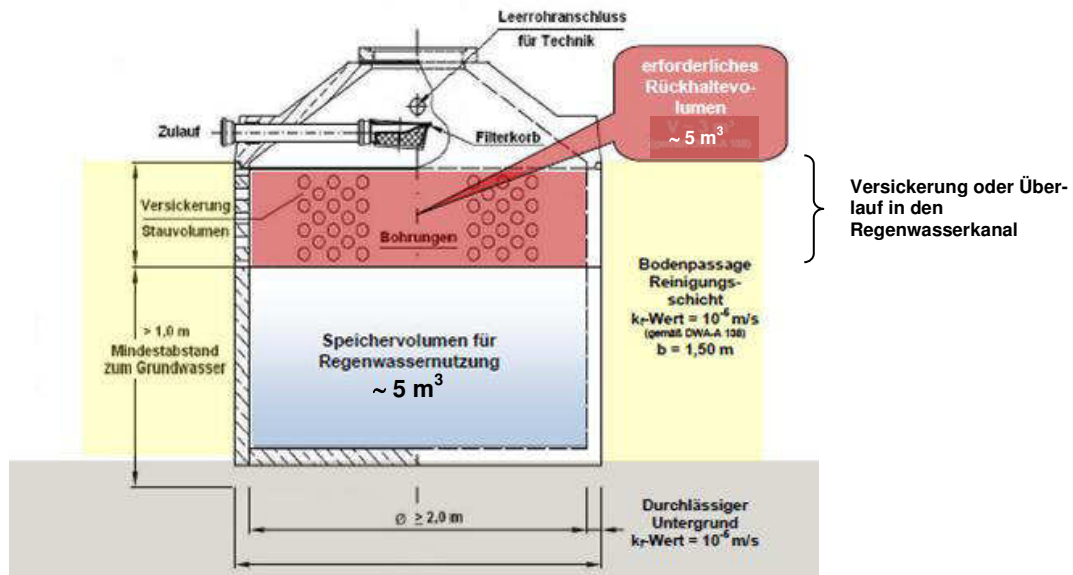 Leerrohranschluss
für Technik
erforderliches
Rückhaltevo-
lumen
~ 5 m³
Zulauf
Filterkorb
Versickerung oder Über-
lauf in den
Regenwasserkanal
Versickerung
Stauvolumen
Bohrungen
Bodenpassage
Reinigungs-
schicht
kf-Wert = 10⁻⁶ m/s
(gemäß DWA-A 138)
b = 1,50 m
> 1,0 m
Mindestabstand
zum Grundwasser
Speichervolumen für
Regenwassernutzung
~ 5 m³
Ø ≥ 2,0 m
Durchlässiger
Untergrund
kf-Wert = 10⁻⁶ m/s